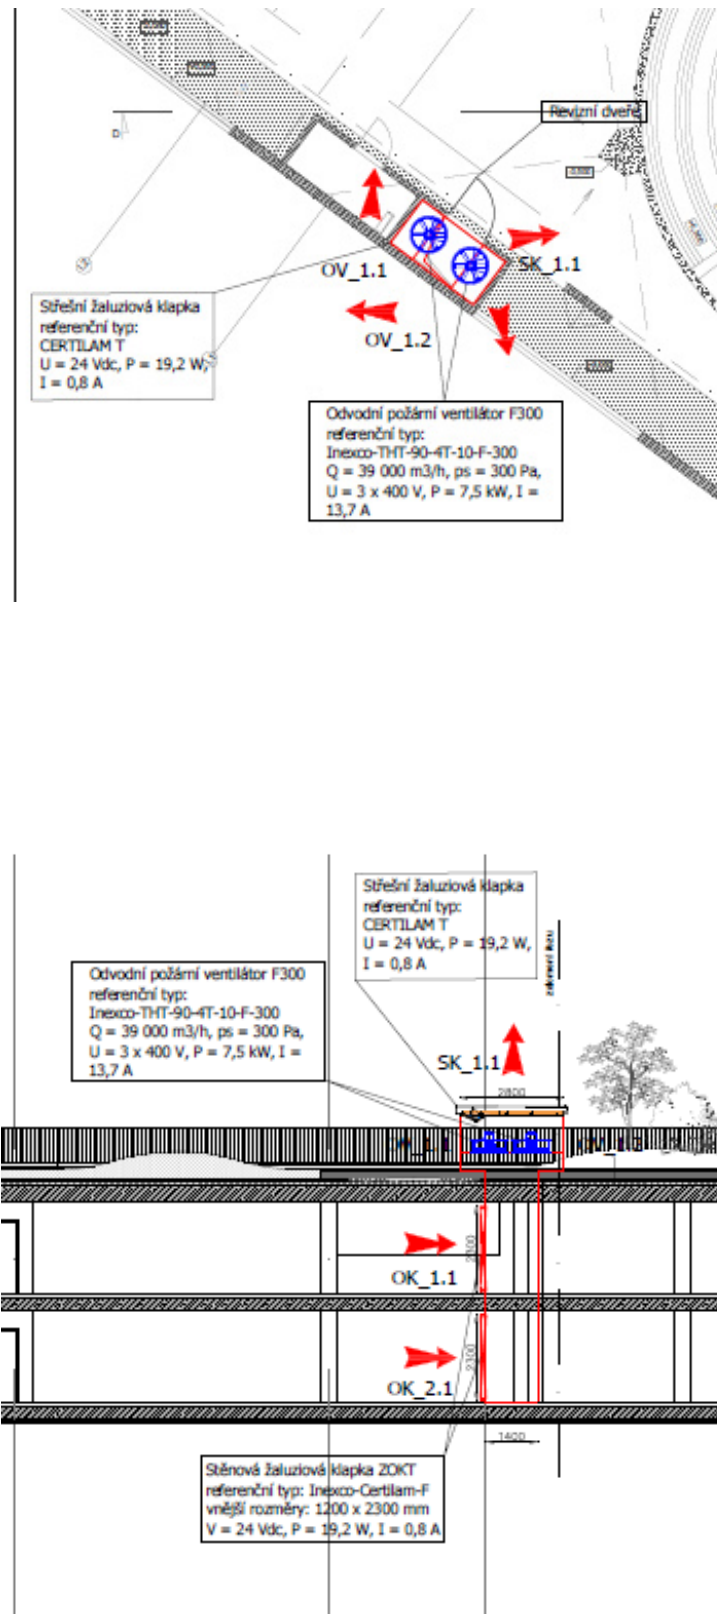 Revizní dveře
D
OV_1.1
SK_1.1
OV_1.2
Střešní žaluziová klapka
referenční typ:
CERTILAM T
U = 24 Vdc, P = 19,2 W,
I = 0,8 A
Odvodní požární ventilátor F300
referenční typ:
Inexco-THT-90-4T-10-F-300
Q = 39 000 m3/h, ps = 300 Pa,
U = 3 x 400 V, P = 7,5 kW, I =
13,7 A
Střešní žaluziová klapka
referenční typ:
CERTILAM T
U = 24 Vdc, P = 19,2 W,
I = 0,8 A
Odvodní požární ventilátor F300
referenční typ:
Inexco-THT-90-4T-10-F-300
Q = 39 000 m3/h, ps = 300 Pa,
U = 3 x 400 V, P = 7,5 kW, I =
13,7 A
SK_1.1
2800
2300
OK_1.1
2300
OK_2.1
1400
Stěnová žaluziová klapka ZOKT
referenční typ: Inexco-Certilam-F
vnější rozměry: 1200 x 2300 mm
V = 24 Vdc, P = 19,2 W, I = 0,8 A